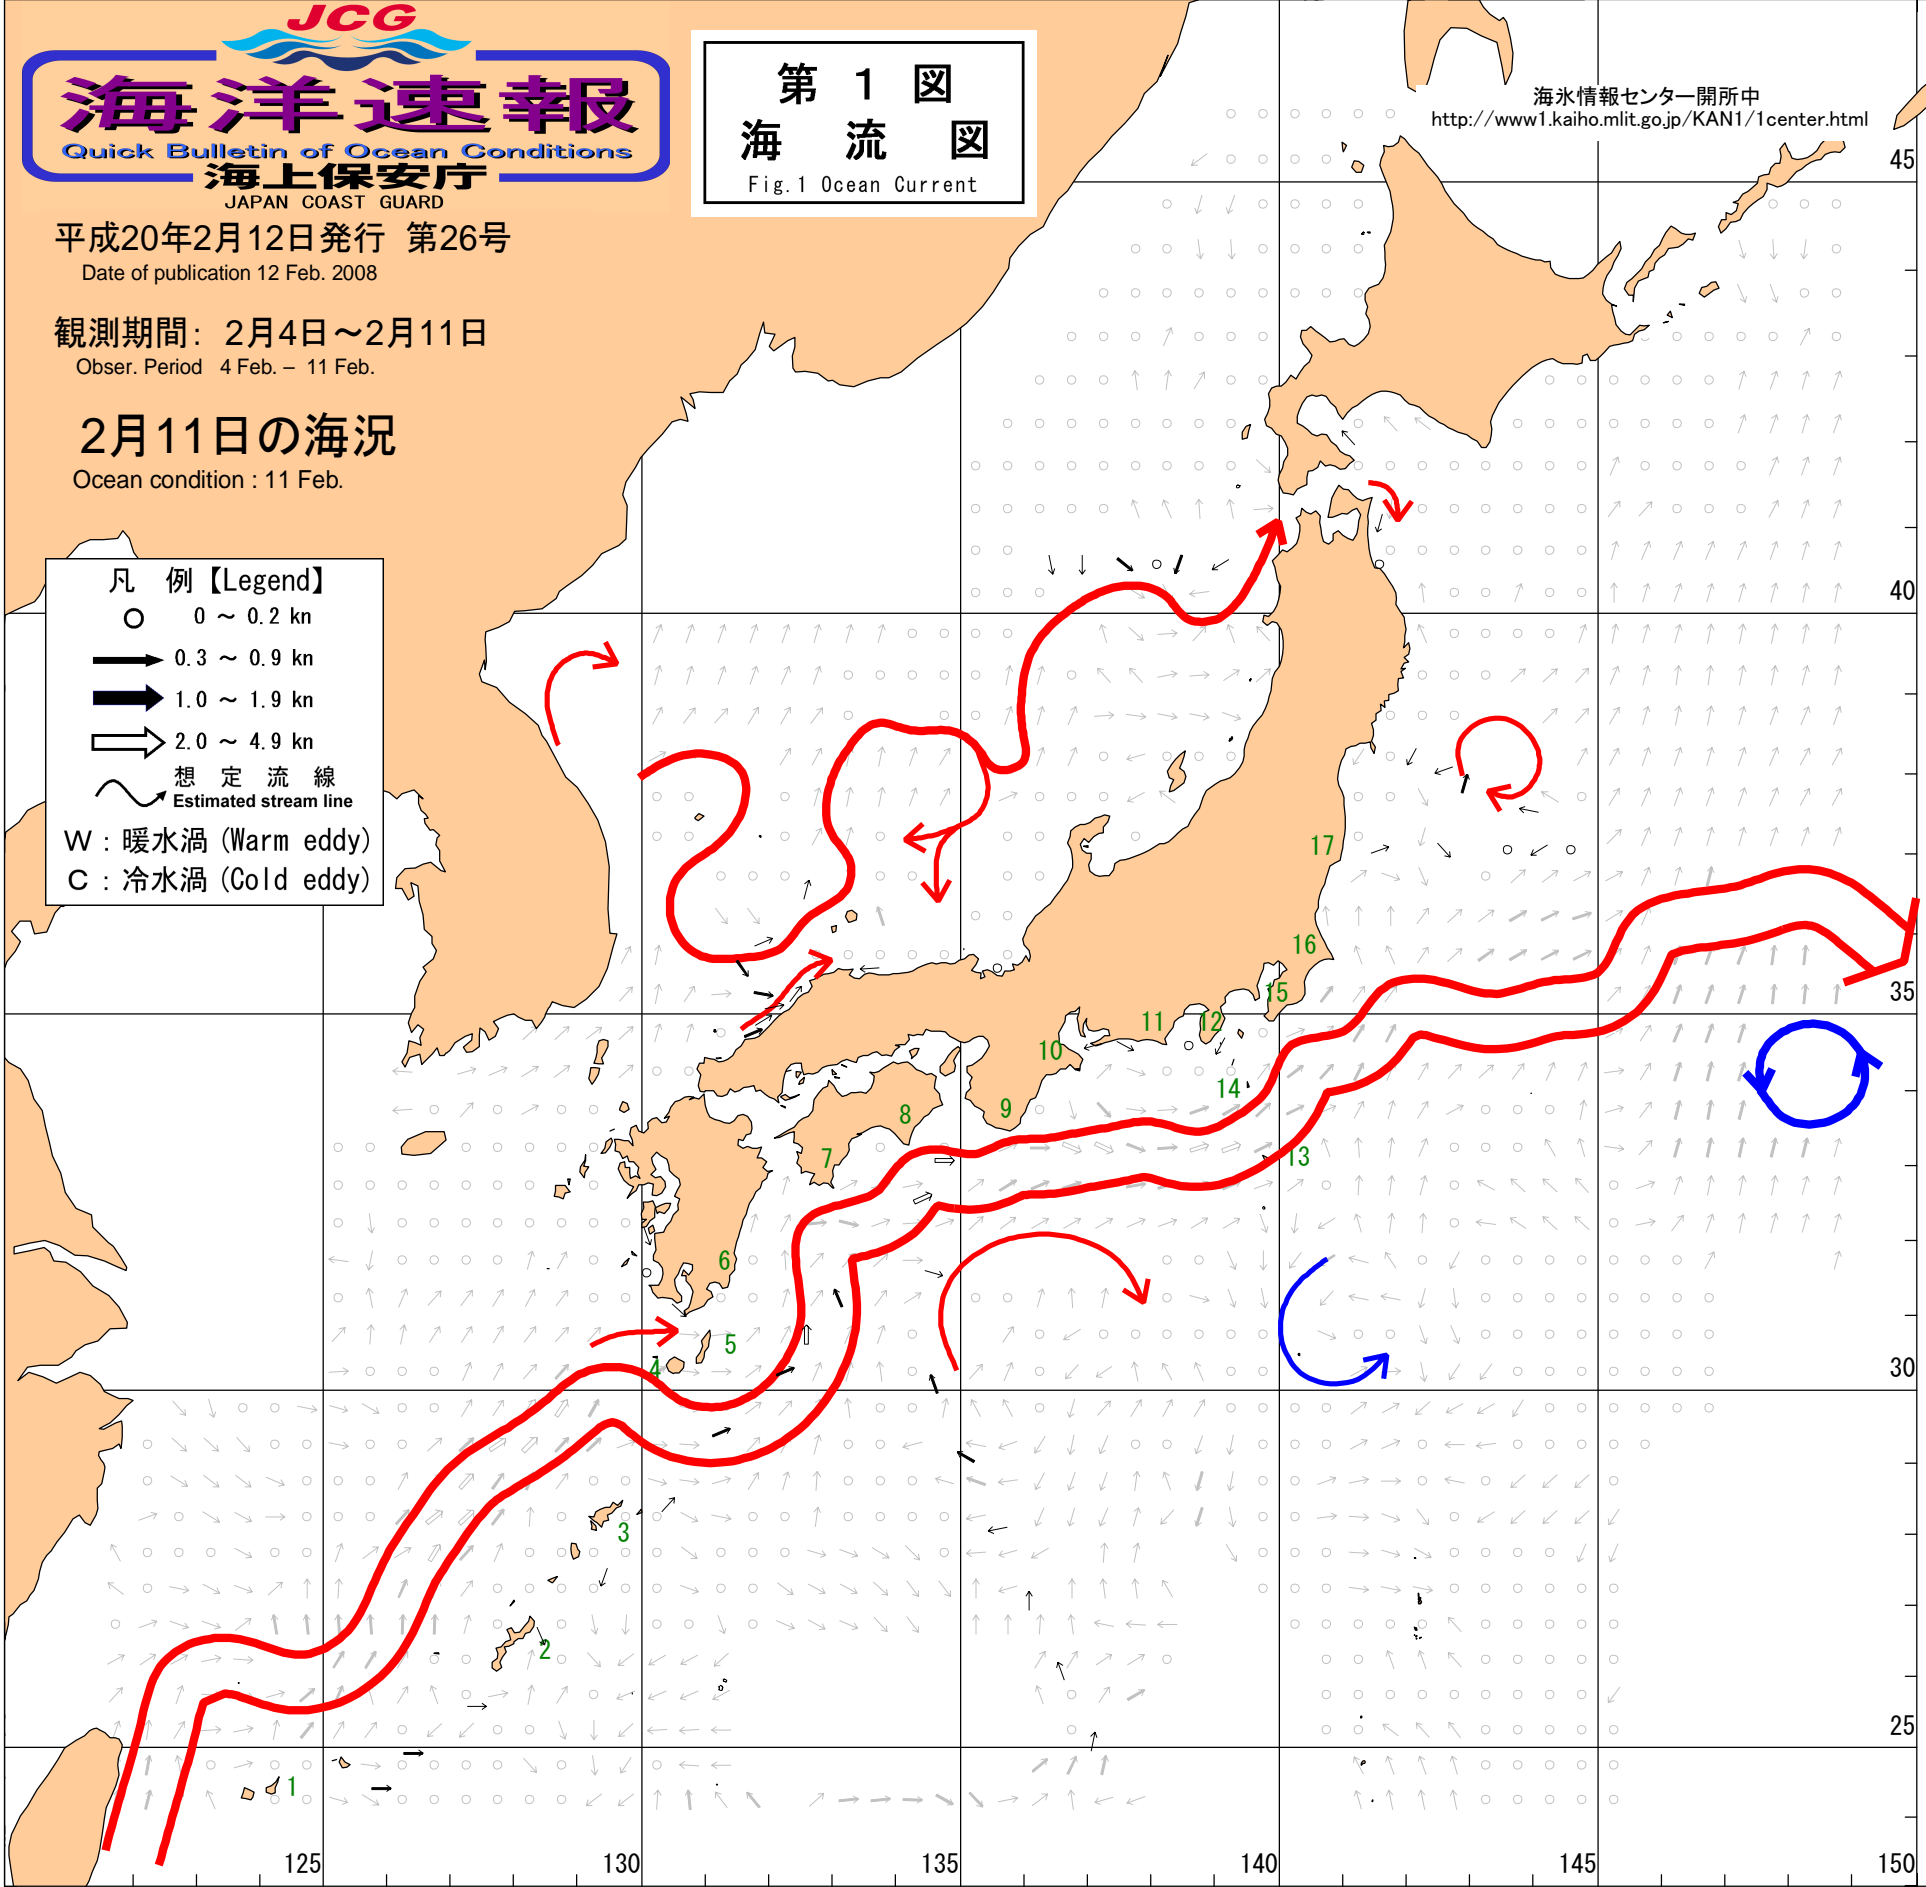 JCG
海洋速報
Quick Bulletin of Ocean Conditions
海上保安庁
JAPAN COAST GUARD
第 1 図
海 流 図
Fig.1 Ocean Current
海氷情報センター開所中
http://www1.kaiho.mlit.go.jp/KAN1/1center.html
平成20年2月12日発行 第26号
Date of publication 12 Feb. 2008
観測期間: 2月4日～2月11日
Obser. Period 4 Feb. – 11 Feb.
2月11日の海況
Ocean condition : 11 Feb.
凡 例【Legend】
0 ～ 0.2 kn
0.3 ～ 0.9 kn
1.0 ～ 1.9 kn
2.0 ～ 4.9 kn
想 定 流 線
Estimated stream line
W : 暖水渦 (Warm eddy)
C : 冷水渦 (Cold eddy)
45
40
17
16
35
15
11
12
10
14
9
8
13
7
6
5
4
30
3
2
25
1
125
130
135
140
145
150